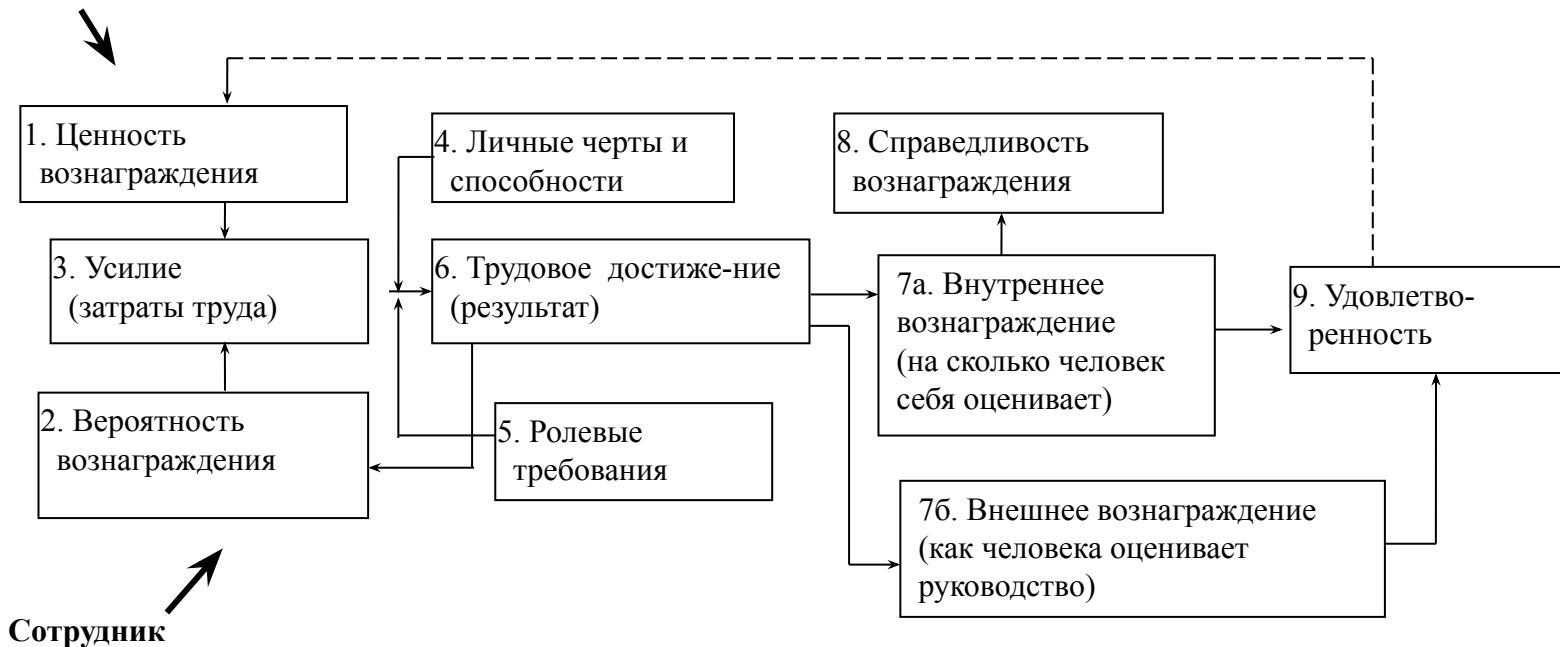 1. Ценность
вознаграждения
4. Личные черты и
способности
8. Справедливость
вознаграждения
3. Усилие
(затраты труда)
6. Трудовое достиже-ние
(результат)
7а. Внутреннее
вознаграждение
(на сколько человек
себя оценивает)
9. Удовлетво-
ренность
2. Вероятность
вознаграждения
5. Ролевые
требования
7б. Внешнее вознаграждение
(как человека оценивает
руководство)
Сотрудник